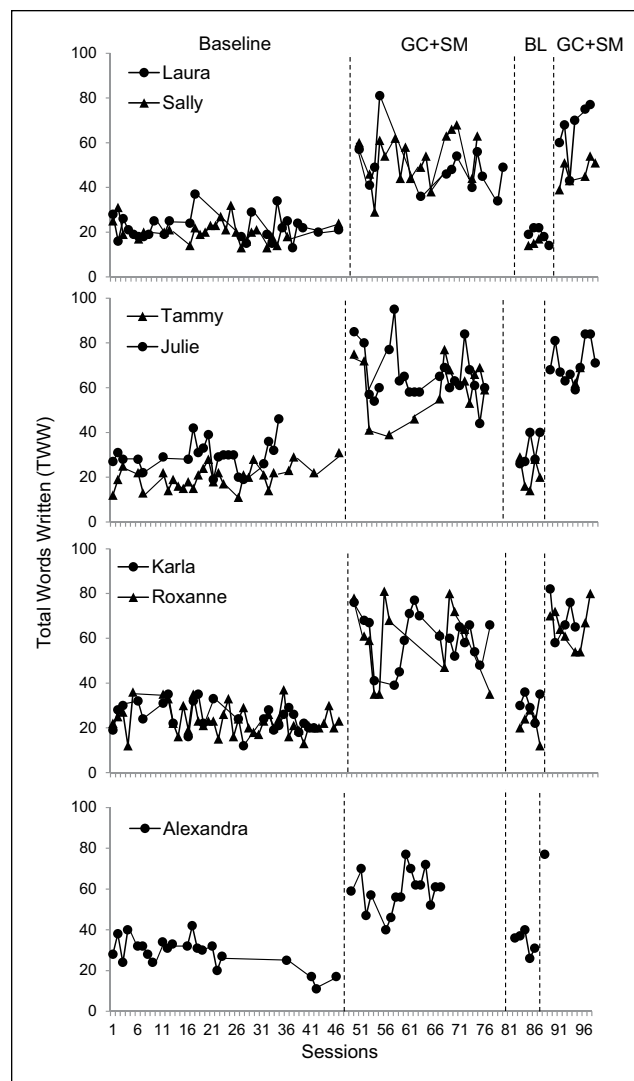 Baseline GC+SM BL GC+SM
100
Laura
80
Sally
60
40
20
0
100
Tammy
80
Julie
60
40
20
0
Total Words Written (TWW)
100
Karla
80
Roxanne
60
40
20
0
100
Alexandra
80
60
40
20
0
1 6 11 16 21 26 31 36 41 46 51 56 61 66 71 76 81 86 91 96
Sessions